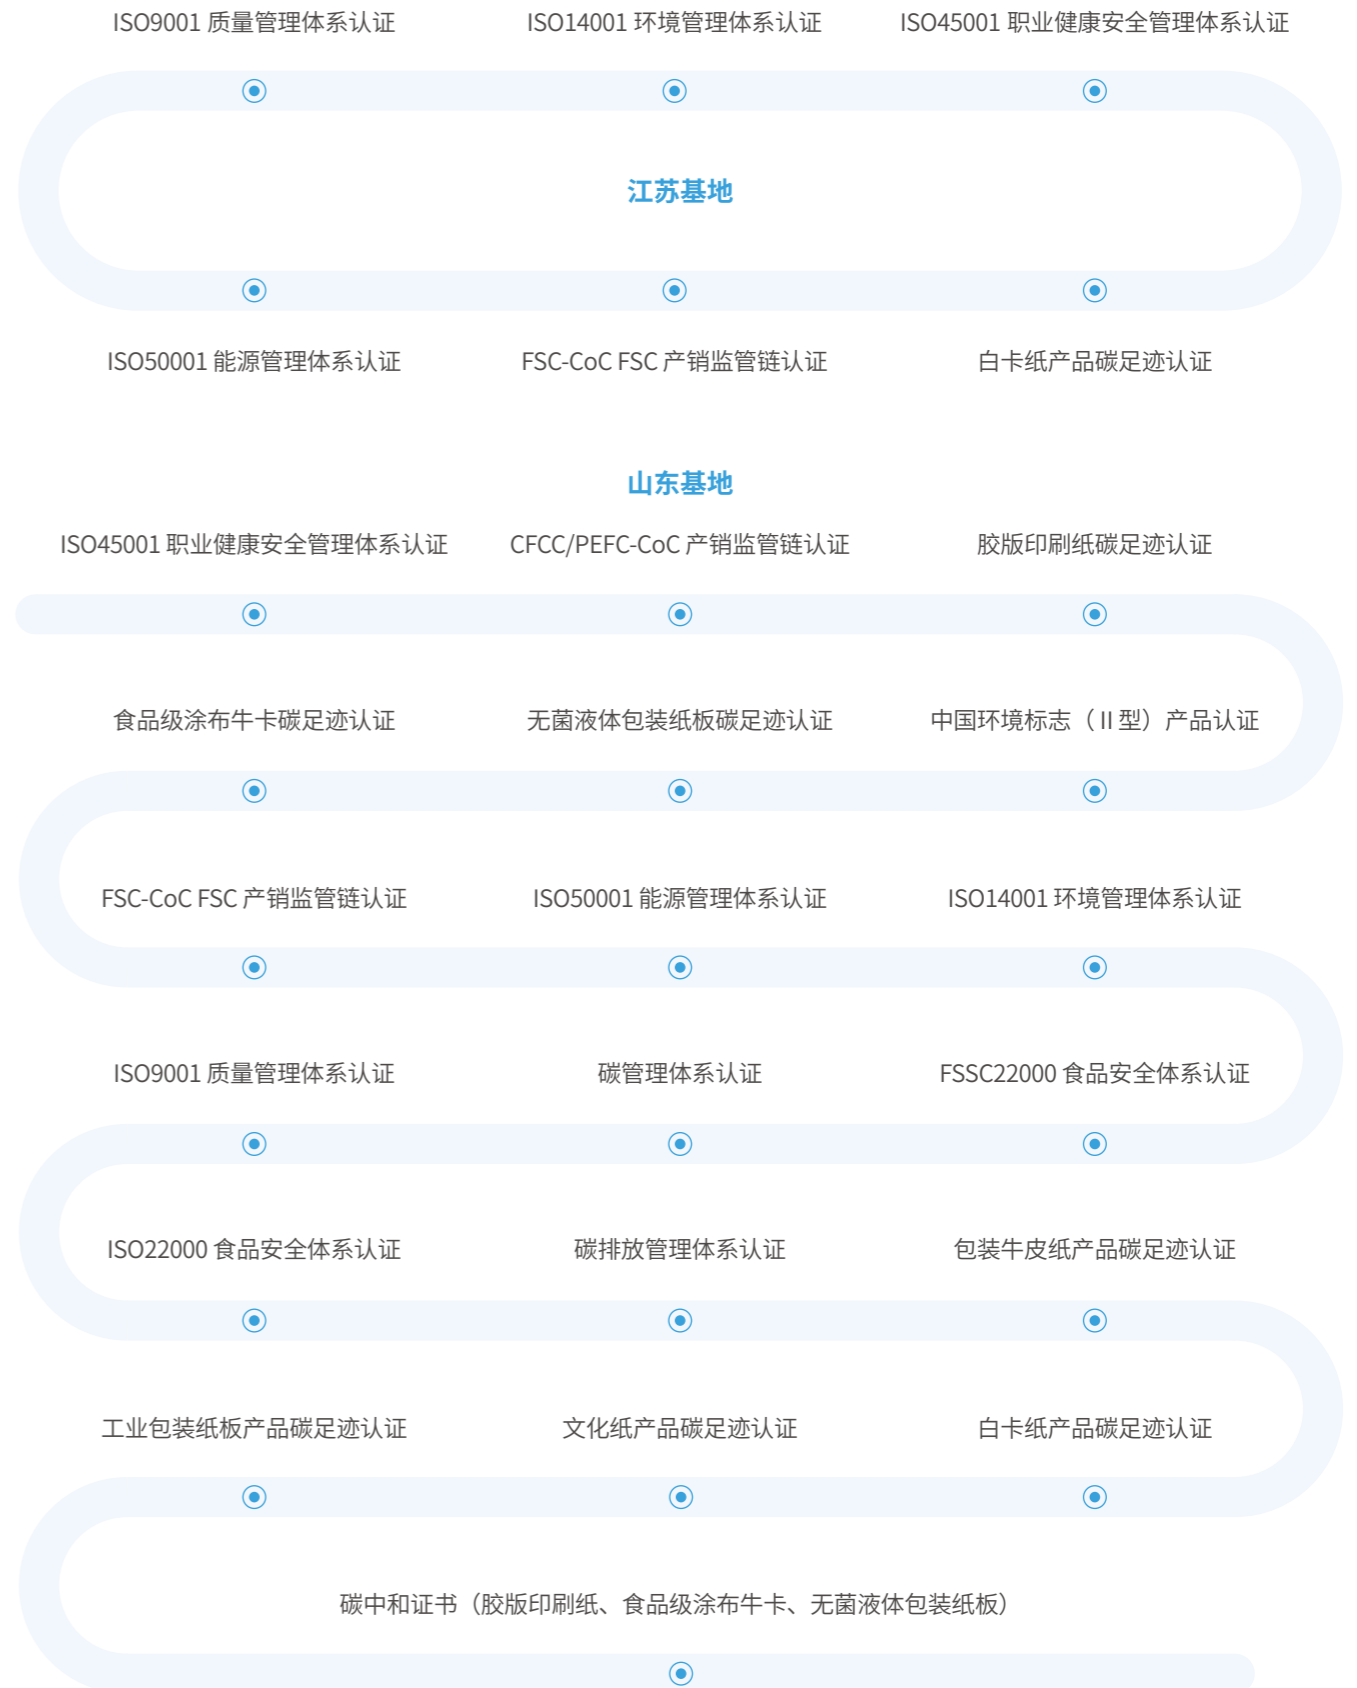 ISO9001 质量管理体系认证
ISO14001 环境管理体系认证
ISO45001 职业健康安全管理体系认证
江苏基地
ISO50001 能源管理体系认证
FSC-CoC FSC 产销监管链认证
白卡纸产品碳足迹认证
山东基地
ISO45001 职业健康安全管理体系认证
CFCC/PEFC-CoC 产销监管链认证
胶版印刷纸碳足迹认证
食品级涂布牛卡碳足迹认证
无菌液体包装纸板碳足迹认证
中国环境标志（II 型）产品认证
FSC-CoC FSC 产销监管链认证
ISO50001 能源管理体系认证
ISO14001 环境管理体系认证
ISO9001 质量管理体系认证
碳管理体系认证
FSSC22000 食品安全体系认证
ISO22000 食品安全体系认证
碳排放管理体系认证
包装牛皮纸产品碳足迹认证
工业包装纸板产品碳足迹认证
文化纸产品碳足迹认证
白卡纸产品碳足迹认证
碳中和证书（胶版印刷纸、食品级涂布牛卡、无菌液体包装纸板）